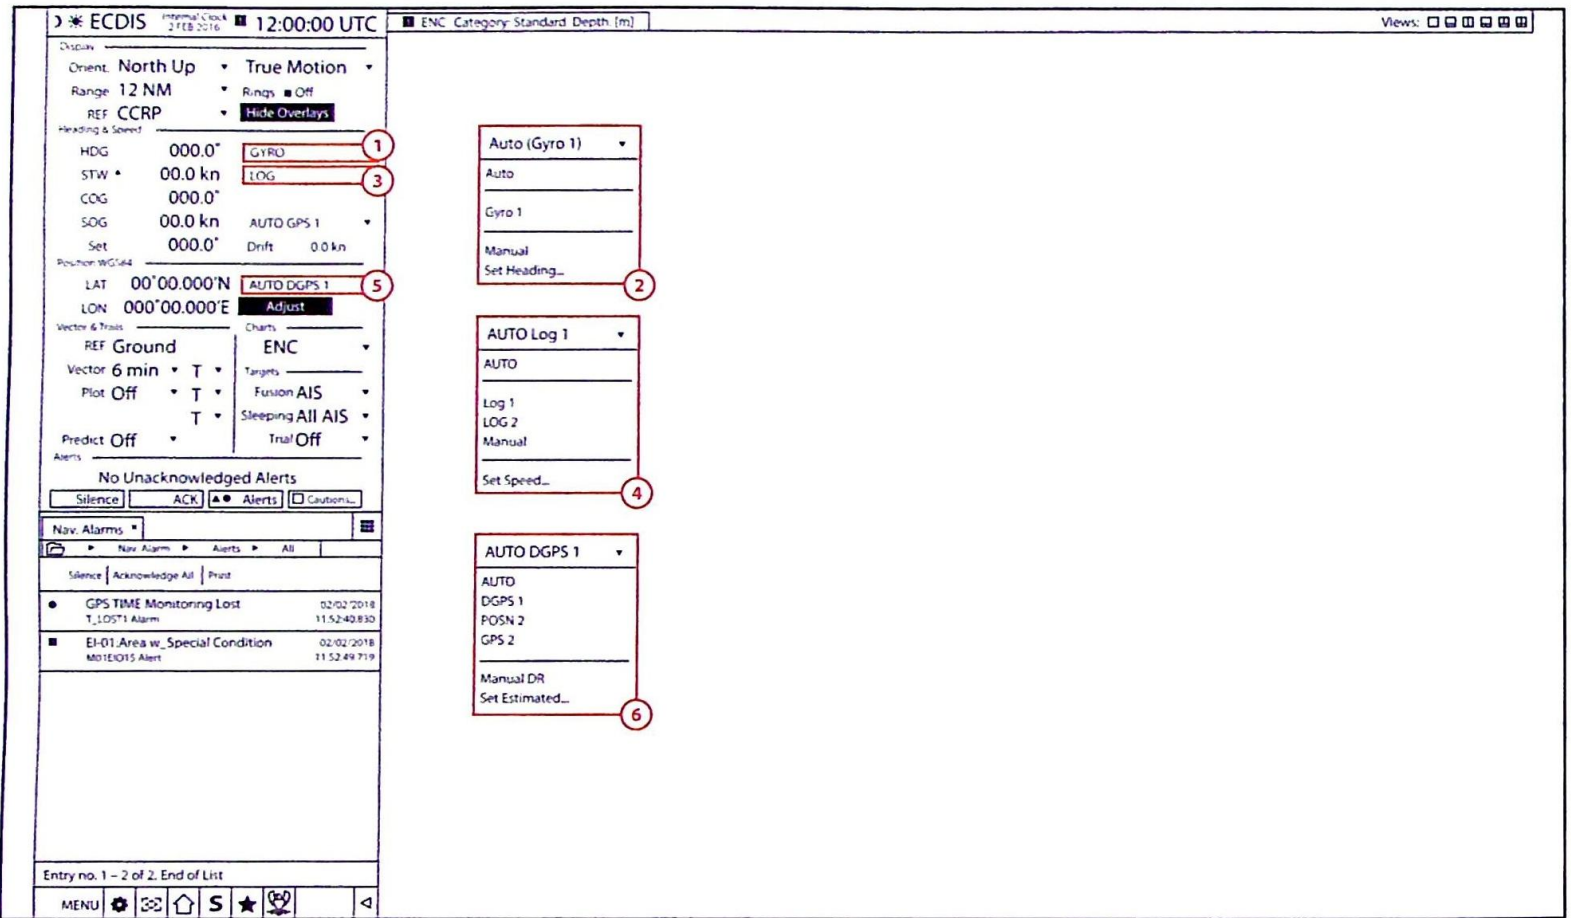 ECDIS Internal Clock 2 FEB 2016 12:00:00 UTC
ENC Category: Standard Depth: [m]
Views:
Display
Orient. North Up True Motion
Range 12 NM Rings Off
REF CCRP Hide Overlays
Heading & Speed
HDG 000.0° GYRO 1
STW 00.0 kn LOG 3
COG 000.0°
SOG 00.0 kn AUTO GPS 1
Set 000.0° Drift 0.0 kn
Position WGS84
LAT 00°00.000'N AUTO DGPS 1 5
LON 000°00.000'E Adjust
Vector & Trails Charts
REF Ground ENC
Vector 6 min T Targets
Plot Off T Fusion AIS
T Sleeping All AIS
Predict Off Trial Off
Alerts
No Unacknowledged Alerts
Silence ACK Alerts Cautions...
Nav. Alarms
Nav. Alarm Alerts All
Silence Acknowledge All Print
GPS TIME Monitoring Lost 02/02/2018
T_LOST1 Alarm 11:52:40.830
EI-01:Area w_Special Condition 02/02/2018
M01EIO15 Alert 11:52:49.719
Entry no. 1 – 2 of 2. End of List
MENU S
Auto (Gyro 1)
Auto
Gyro 1
Manual
Set Heading...
2
AUTO Log 1
AUTO
Log 1
LOG 2
Manual
Set Speed...
4
AUTO DGPS 1
AUTO
DGPS 1
POSN 2
GPS 2
Manual DR
Set Estimated...
6